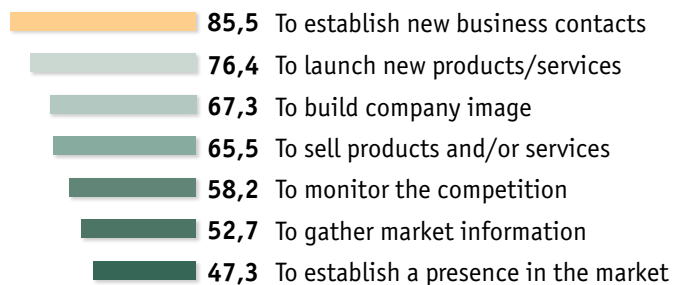 85,5 To establish new business contacts
76,4 To launch new products/services
67,3 To build company image
65,5 To sell products and/or services
58,2 To monitor the competition
52,7 To gather market information
47,3 To establish a presence in the market